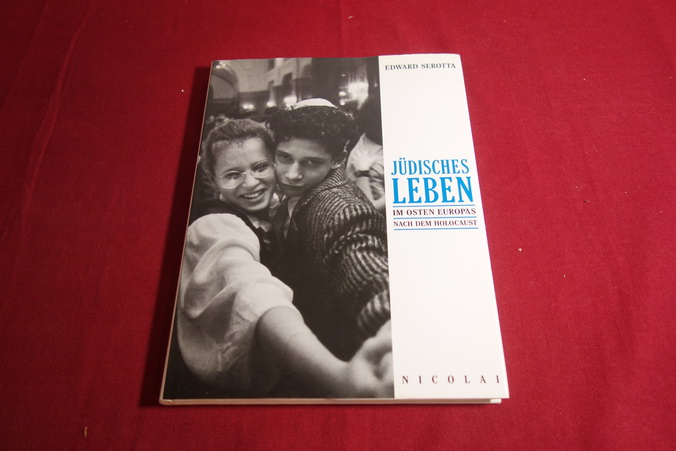 EDWARD SEROTTA
JÜDISCHES
LEBEN
IM OSTEN EUROPAS
NACH DEM HOLOCAUST
NICOLAI